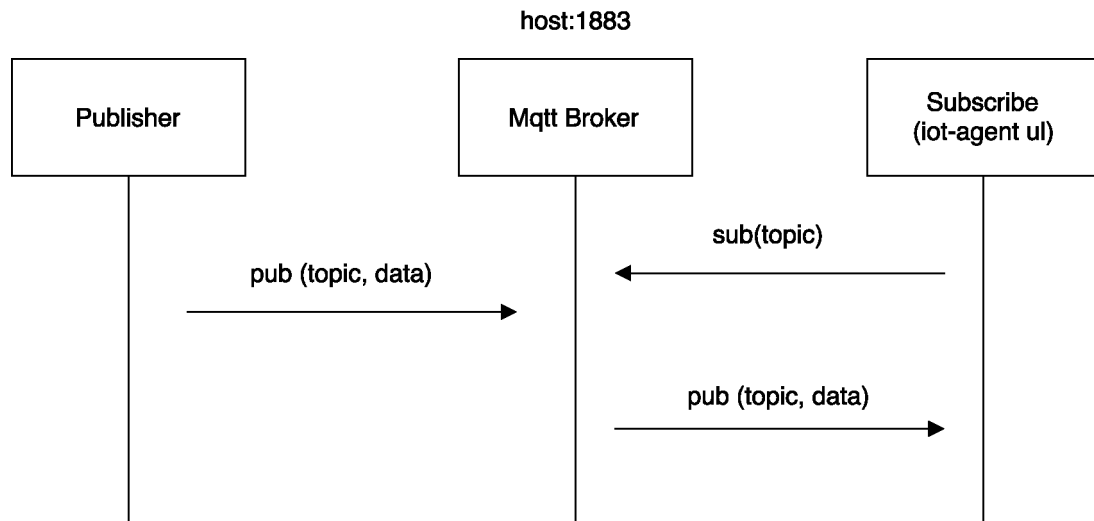 host:1883
Publisher
Mqtt Broker
Subscribe
(iot-agent ul)
sub(topic)
pub (topic, data)
pub (topic, data)